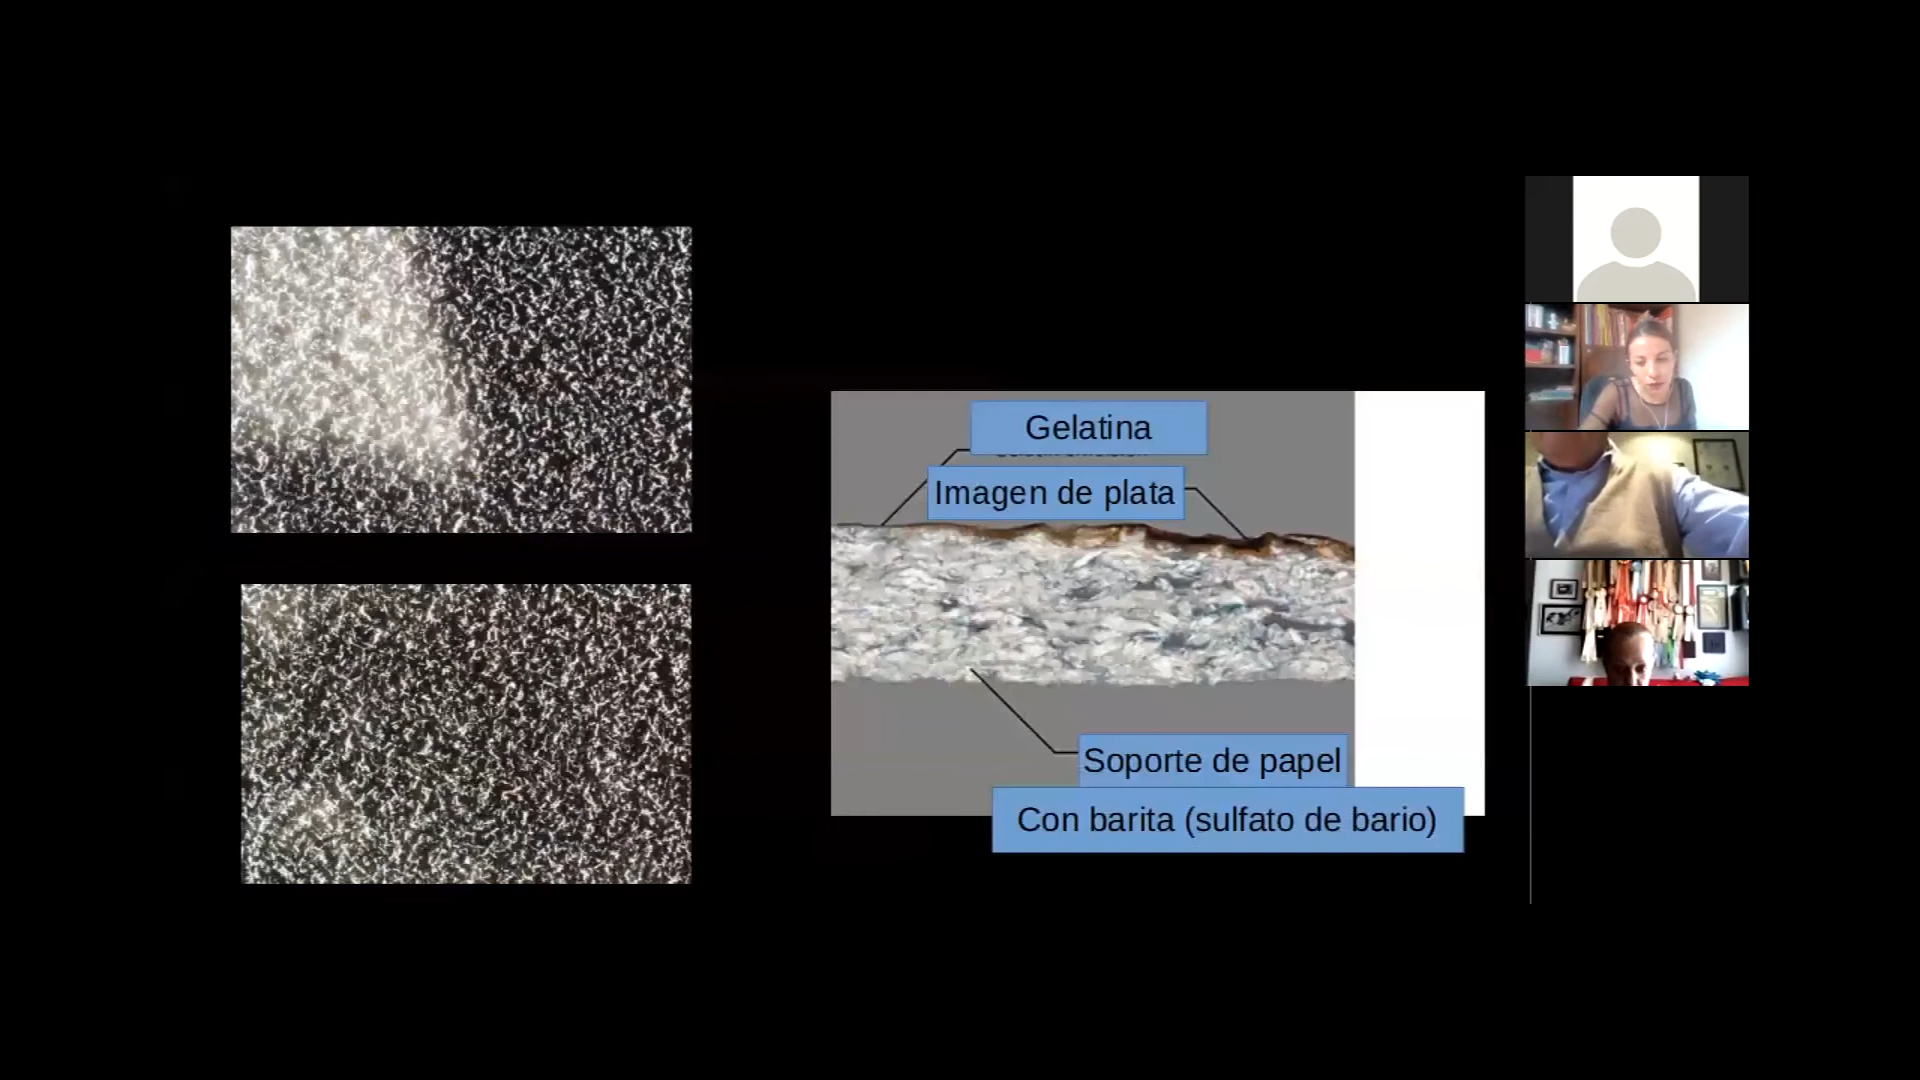 Gelatina
Imagen de plata
Soporte de papel
Con barita (sulfato de bario)